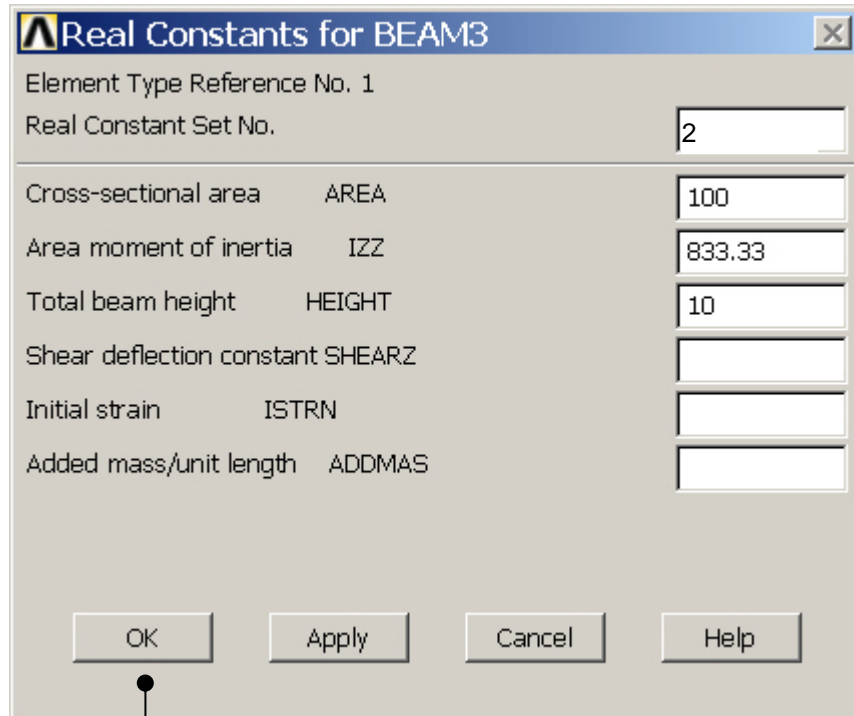 Real Constants for BEAM3
Element Type Reference No. 1
Real Constant Set No. 2
Cross-sectional area AREA 100
Area moment of inertia IZZ 833.33
Total beam height HEIGHT 10
Shear deflection constant SHEARZ
Initial strain ISTRN
Added mass/unit length ADDMAS
OK Apply Cancel Help